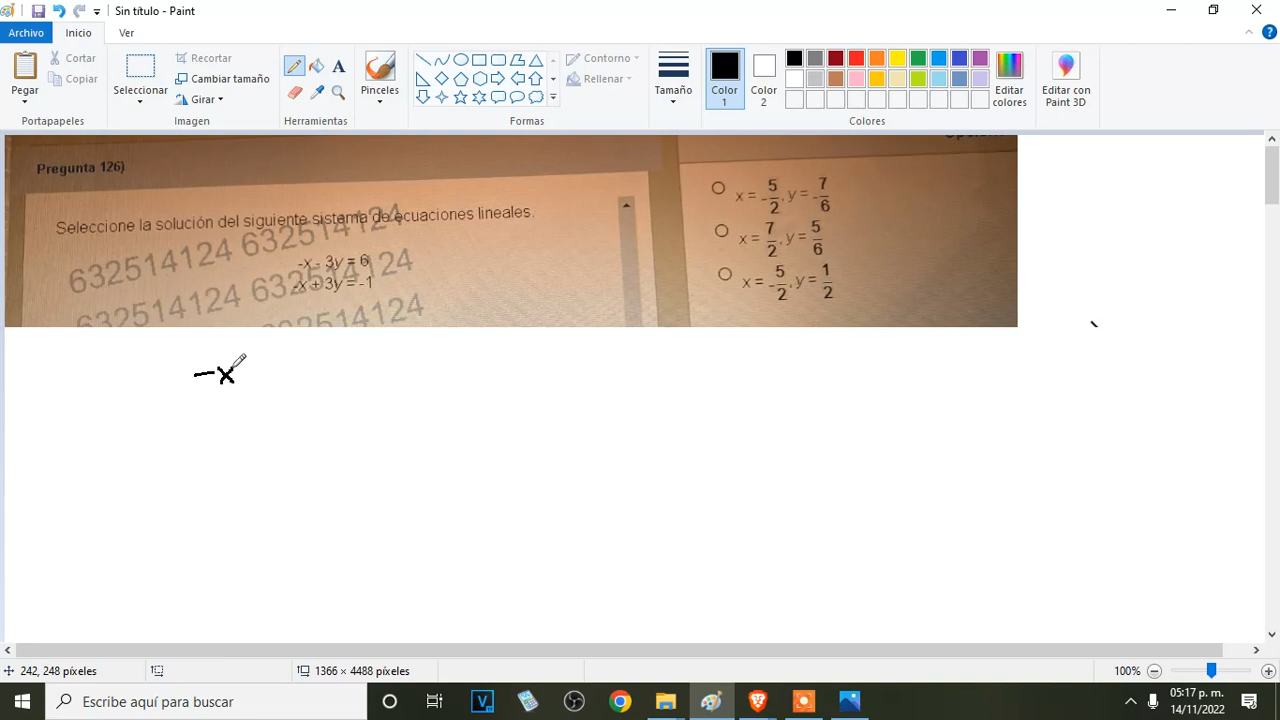 Sin título - Paint
Archivo Inicio Ver
Pegar
Cortar
Copiar
Portapapeles
Seleccionar
Recortar
Cambiar tamaño
Girar
Imagen
A
Herramientas
Pinceles
Contorno
Rellenar
Formas
Tamaño
Color 1
Color 2
Colores
Editar colores
Editar con Paint 3D
Pregunta 126)
Seleccione la solución del siguiente sistema de ecuaciones lineales.
632514124 632514124
-x - 3y = 6
632514124 632514124
-x + 3y = -1
x = -5/2, y = -7/6
x = 7/2, y = 5/6
x = -5/2, y = 1/2
-x
242, 248 píxeles
1366 × 4488 píxeles
100%
Escribe aquí para buscar
V
05:17 p. m.
14/11/2022